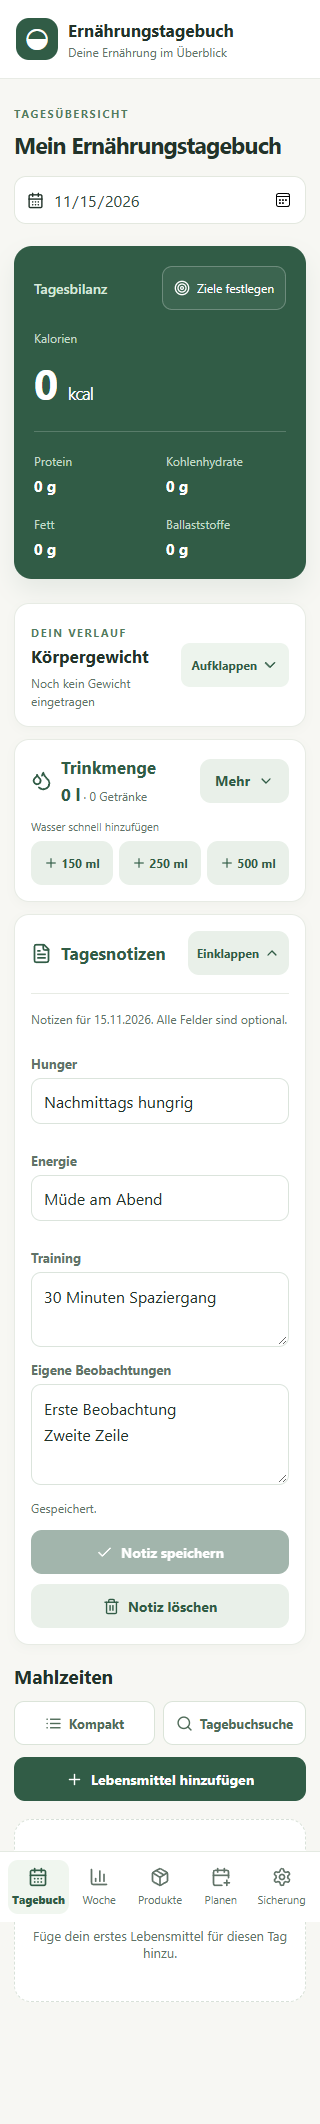 Ernährungstagebuch
Deine Ernährung im Überblick
TAGESÜBERSICHT
Mein Ernährungstagebuch
11/15/2026
Tagesbilanz
Ziele festlegen
Kalorien
0 kcal
Protein
Kohlenhydrate
0 g
0 g
Fett
Ballaststoffe
0 g
0 g
DEIN VERLAUF
Körpergewicht
Noch kein Gewicht
eingetragen
Aufklappen
Trinkmenge
0 l · 0 Getränke
Mehr
Wasser schnell hinzufügen
150 ml
250 ml
500 ml
Tagesnotizen
Einklappen
Notizen für 15.11.2026. Alle Felder sind optional.
Hunger
Nachmittags hungrig
Energie
Müde am Abend
Training
30 Minuten Spaziergang
Eigene Beobachtungen
Erste Beobachtung
Zweite Zeile
Gespeichert.
Notiz speichern
Notiz löschen
Mahlzeiten
Kompakt
Tagebuchsuche
Lebensmittel hinzufügen
Tagebuch
Woche
Produkte
Planen
Sicherung
Füge dein erstes Lebensmittel für diesen Tag
hinzu.